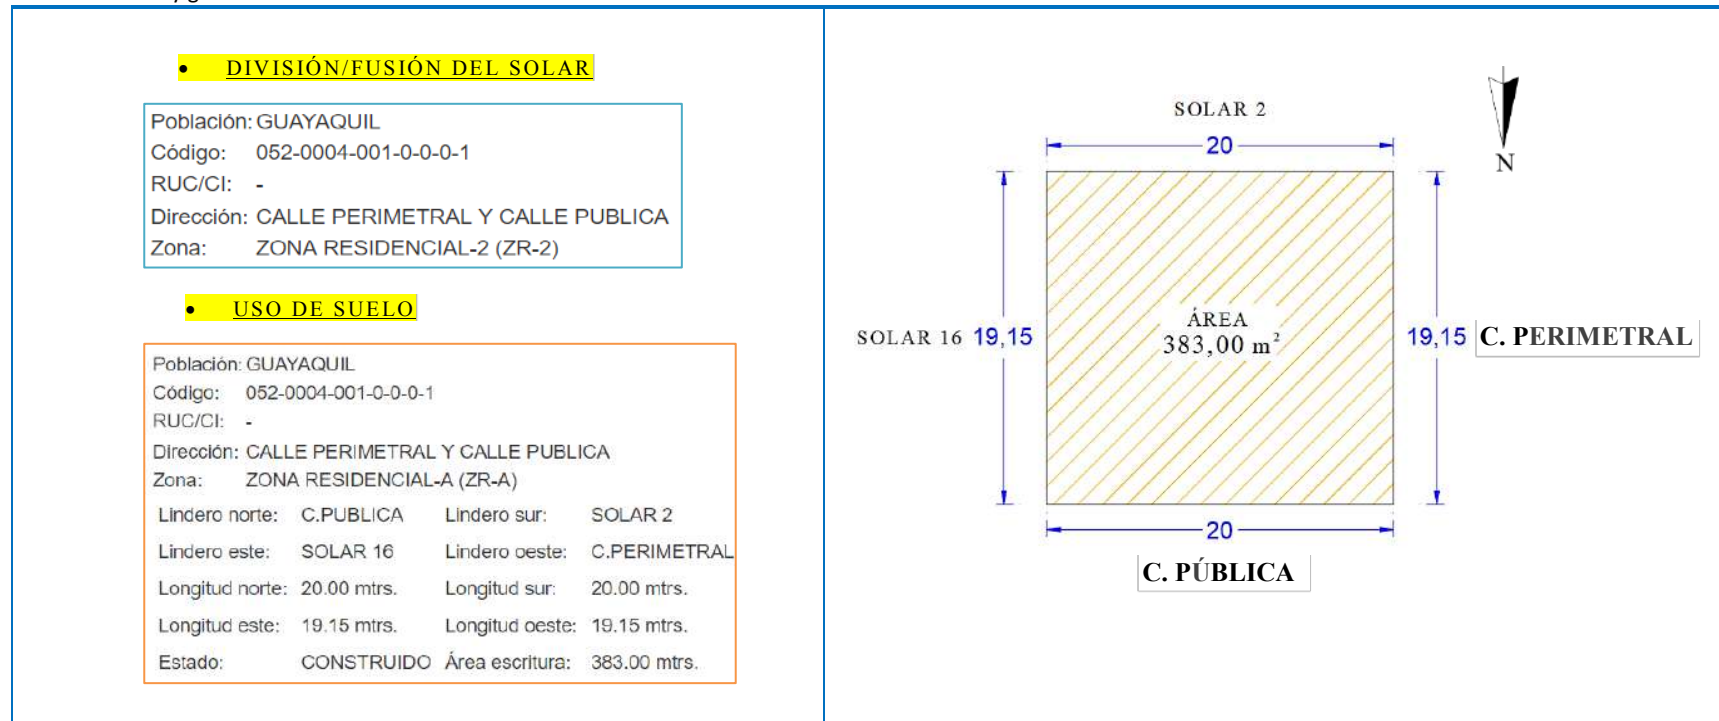 • DIVISIÓN/FUSIÓN DEL SOLAR
Población: GUAYAQUIL
Código: 052-0004-001-0-0-0-1
RUC/CI: -
Dirección: CALLE PERIMETRAL Y CALLE PUBLICA
Zona: ZONA RESIDENCIAL-2 (ZR-2)
• USO DE SUELO
Población: GUAYAQUIL
Código: 052-0004-001-0-0-0-1
RUC/CI: -
Dirección: CALLE PERIMETRAL Y CALLE PUBLICA
Zona: ZONA RESIDENCIAL-A (ZR-A)
Lindero norte: C.PUBLICA Lindero sur: SOLAR 2
Lindero este: SOLAR 16 Lindero oeste: C.PERIMETRAL
Longitud norte: 20.00 mtrs. Longitud sur: 20.00 mtrs.
Longitud este: 19.15 mtrs. Longitud oeste: 19.15 mtrs.
Estado: CONSTRUIDO Área escritura: 383.00 mtrs.
SOLAR 2
20
N
SOLAR 16 19,15
ÁREA
383,00 m²
19,15 C. PERIMETRAL
20
C. PÚBLICA